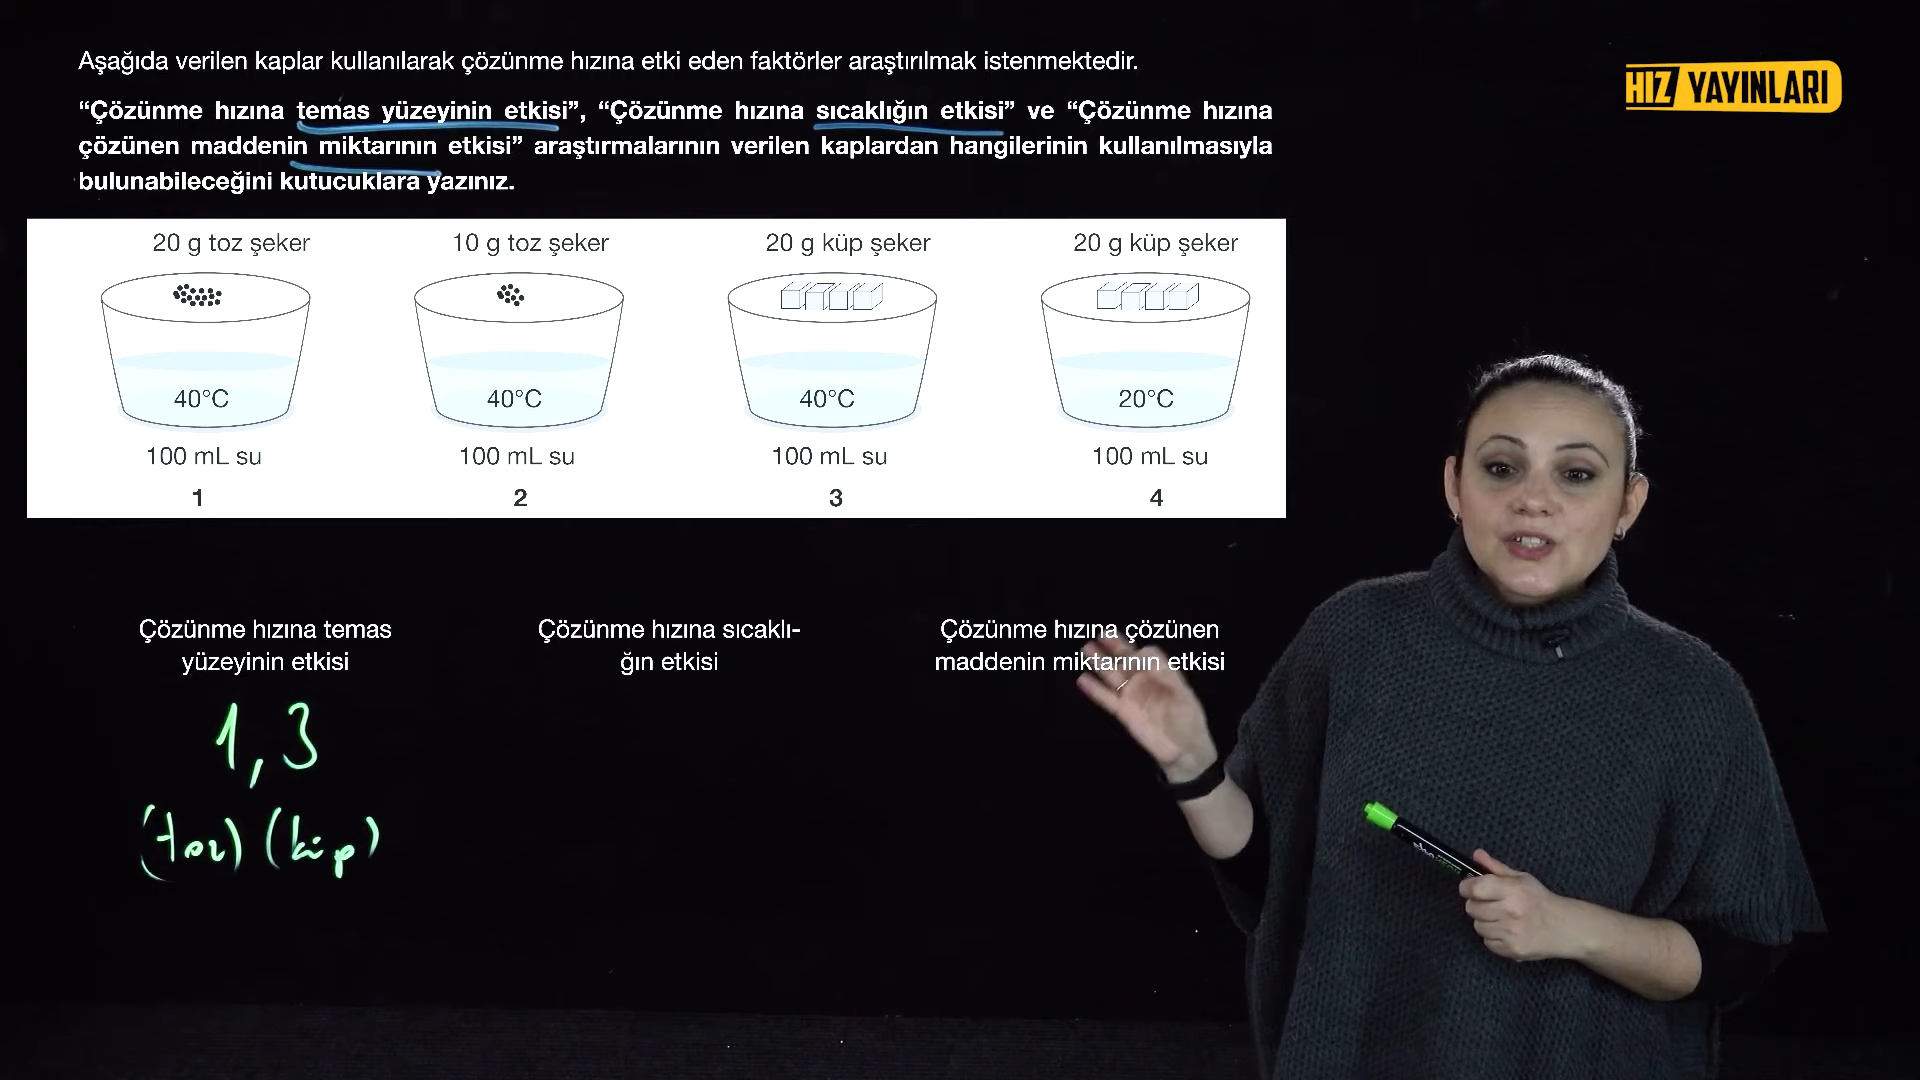 Aşağıda verilen kaplar kullanılarak çözünme hızına etki eden faktörler araştırılmak istenmektedir.
HIZ YAYINLARI
“Çözünme hızına temas yüzeyinin etkisi”, “Çözünme hızına sıcaklığın etkisi” ve “Çözünme hızına
çözünen maddenin miktarının etkisi” araştırmalarının verilen kaplardan hangilerinin kullanılmasıyla
bulunabileceğini kutucuklara yazınız.
20 g toz şeker
10 g toz şeker
20 g küp şeker
20 g küp şeker
40°C
40°C
40°C
20°C
100 mL su
100 mL su
100 mL su
100 mL su
1
2
3
4
Çözünme hızına temas
yüzeyinin etkisi
Çözünme hızına sıcaklı-
ğın etkisi
Çözünme hızına çözünen
maddenin miktarının etkisi
1, 3
(toz) (küp)